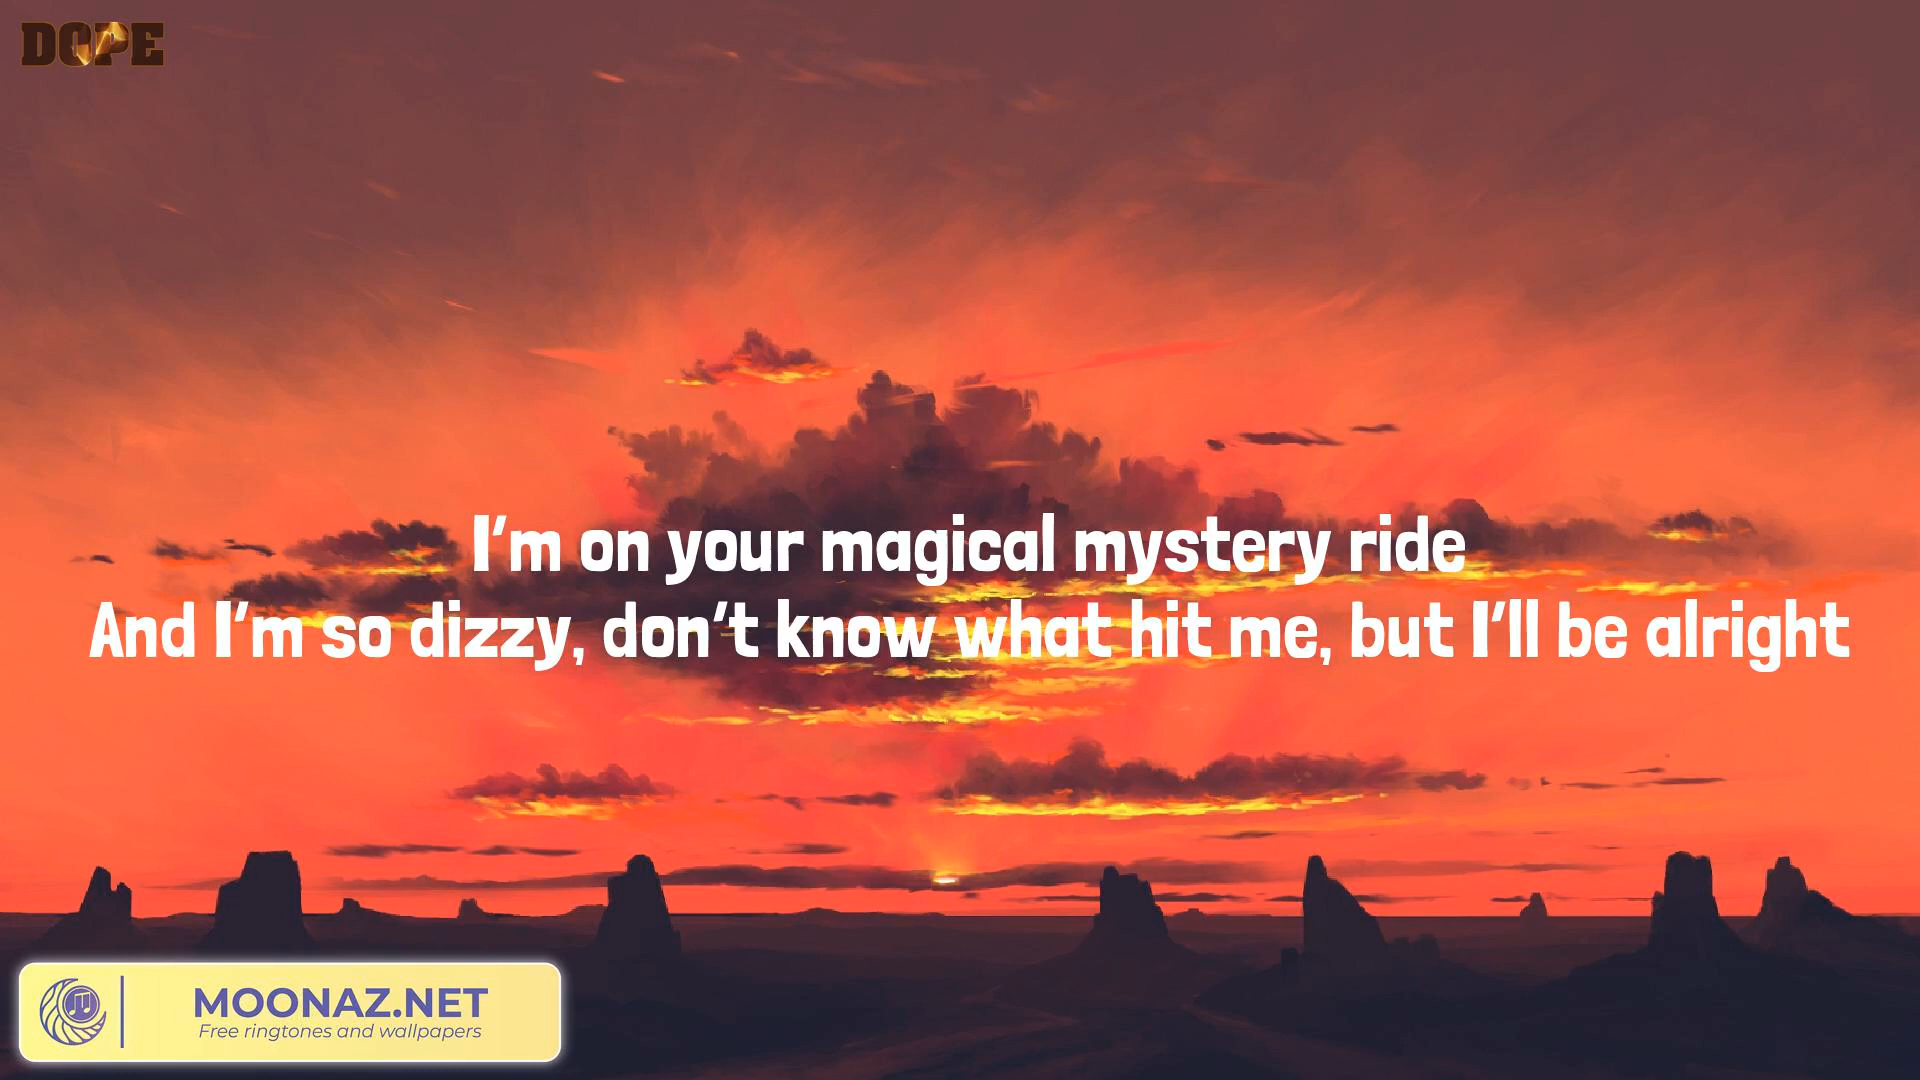 DOPE
I'm on your magical mystery ride
And I'm so dizzy, don't know what hit me, but I'll be alright
MOONAZ.NET
Free ringtones and wallpapers